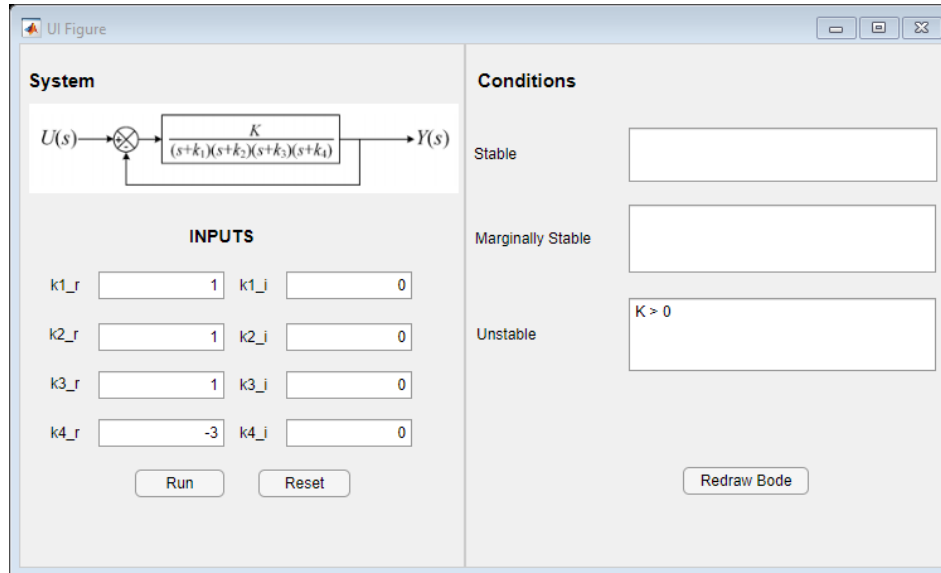 UI Figure
System
U(s) + - K Y(s)
(s+k₁)(s+k₂)(s+k₃)(s+k₄)
INPUTS
k1_r 1 k1_i 0
k2_r 1 k2_i 0
k3_r 1 k3_i 0
k4_r -3 k4_i 0
Run Reset
Conditions
Stable
Marginally Stable
Unstable K > 0
Redraw Bode